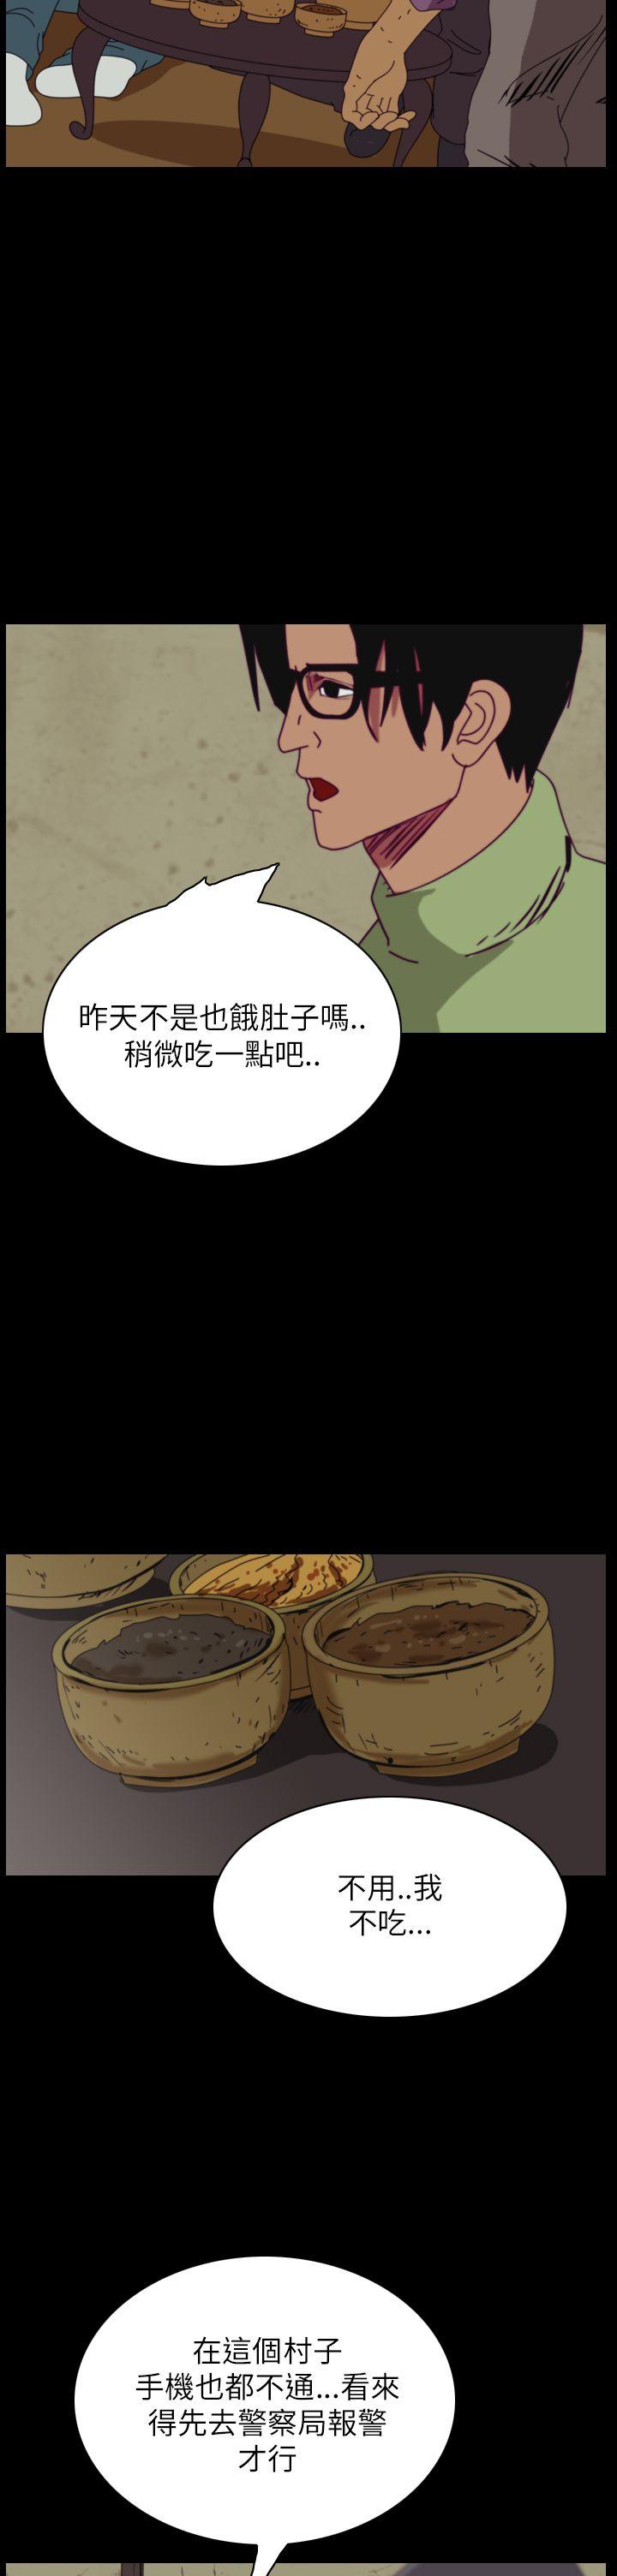 昨天不是也餓肚子嗎..
稍微吃一點吧..
不用..我
不吃...
在這個村子
手機也都不通...看來
得先去警察局報警
才行